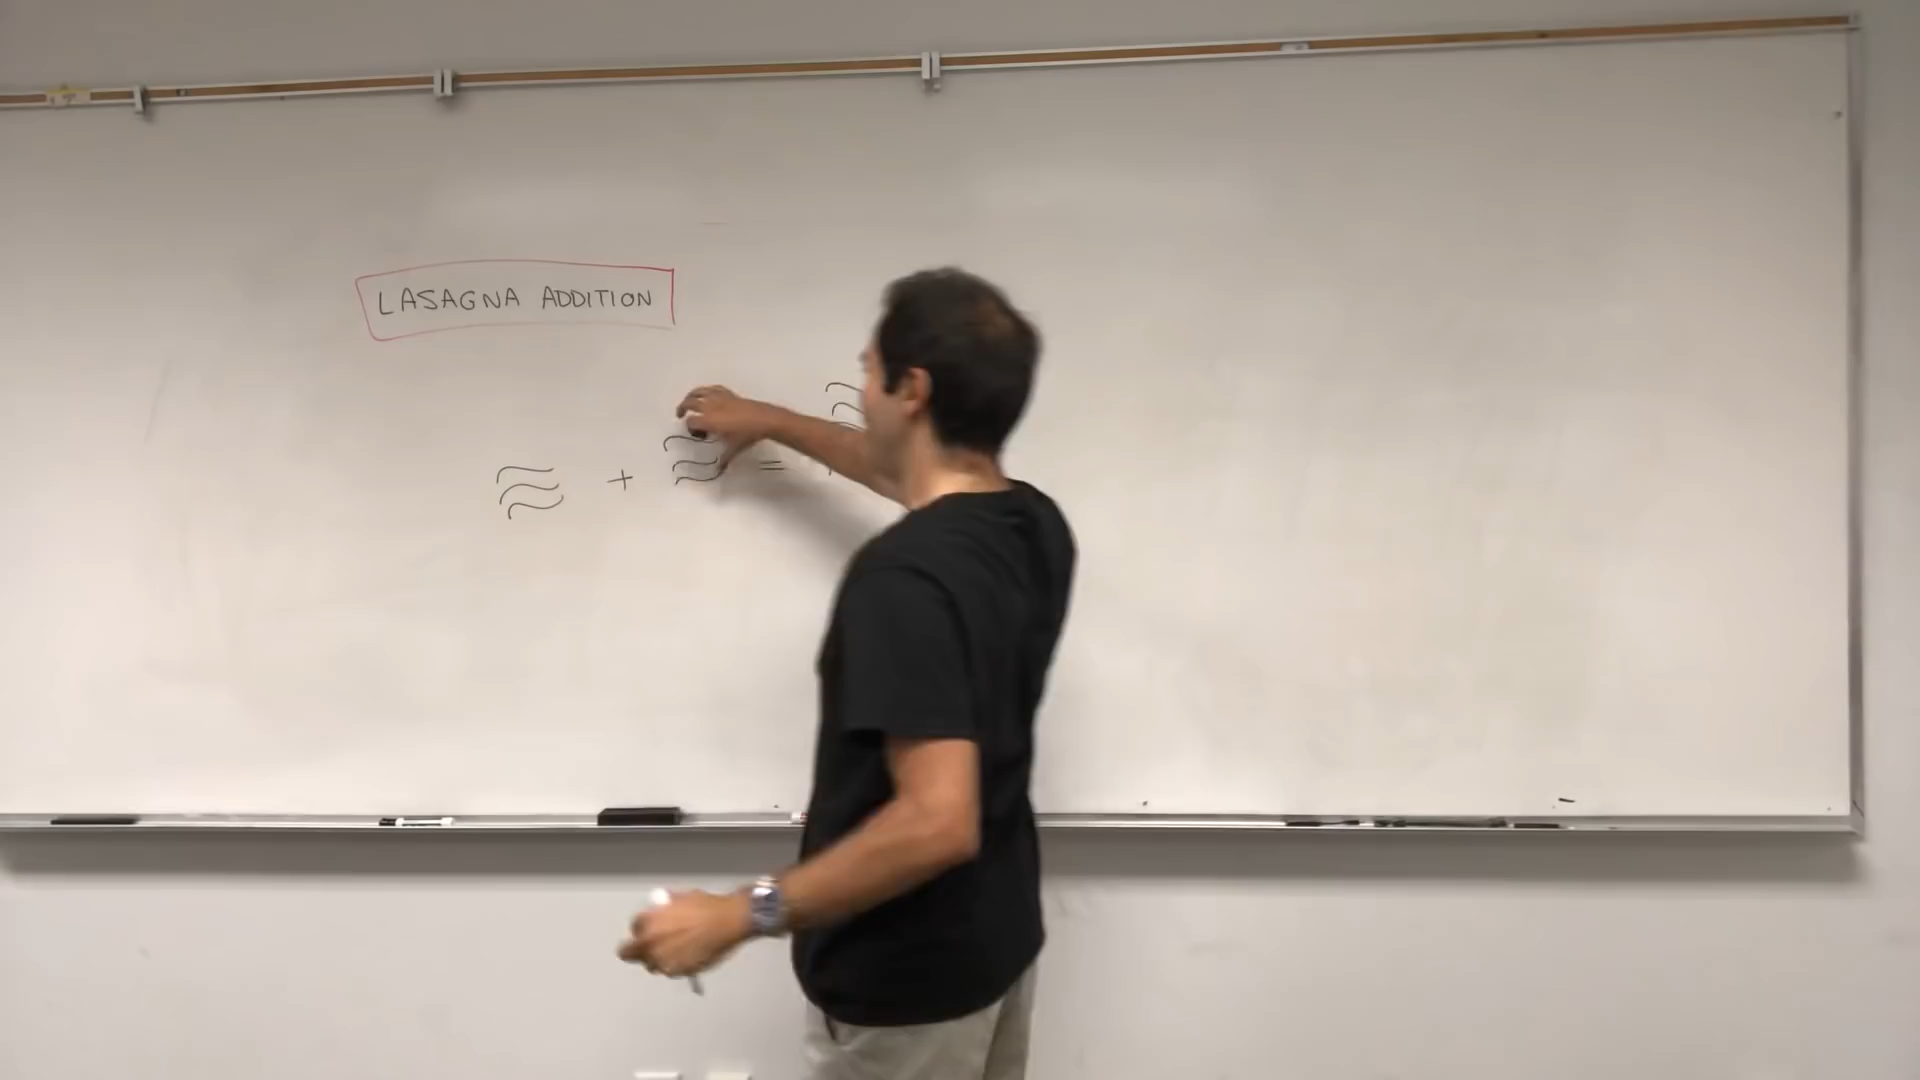 LASAGNA ADDITION
+ =